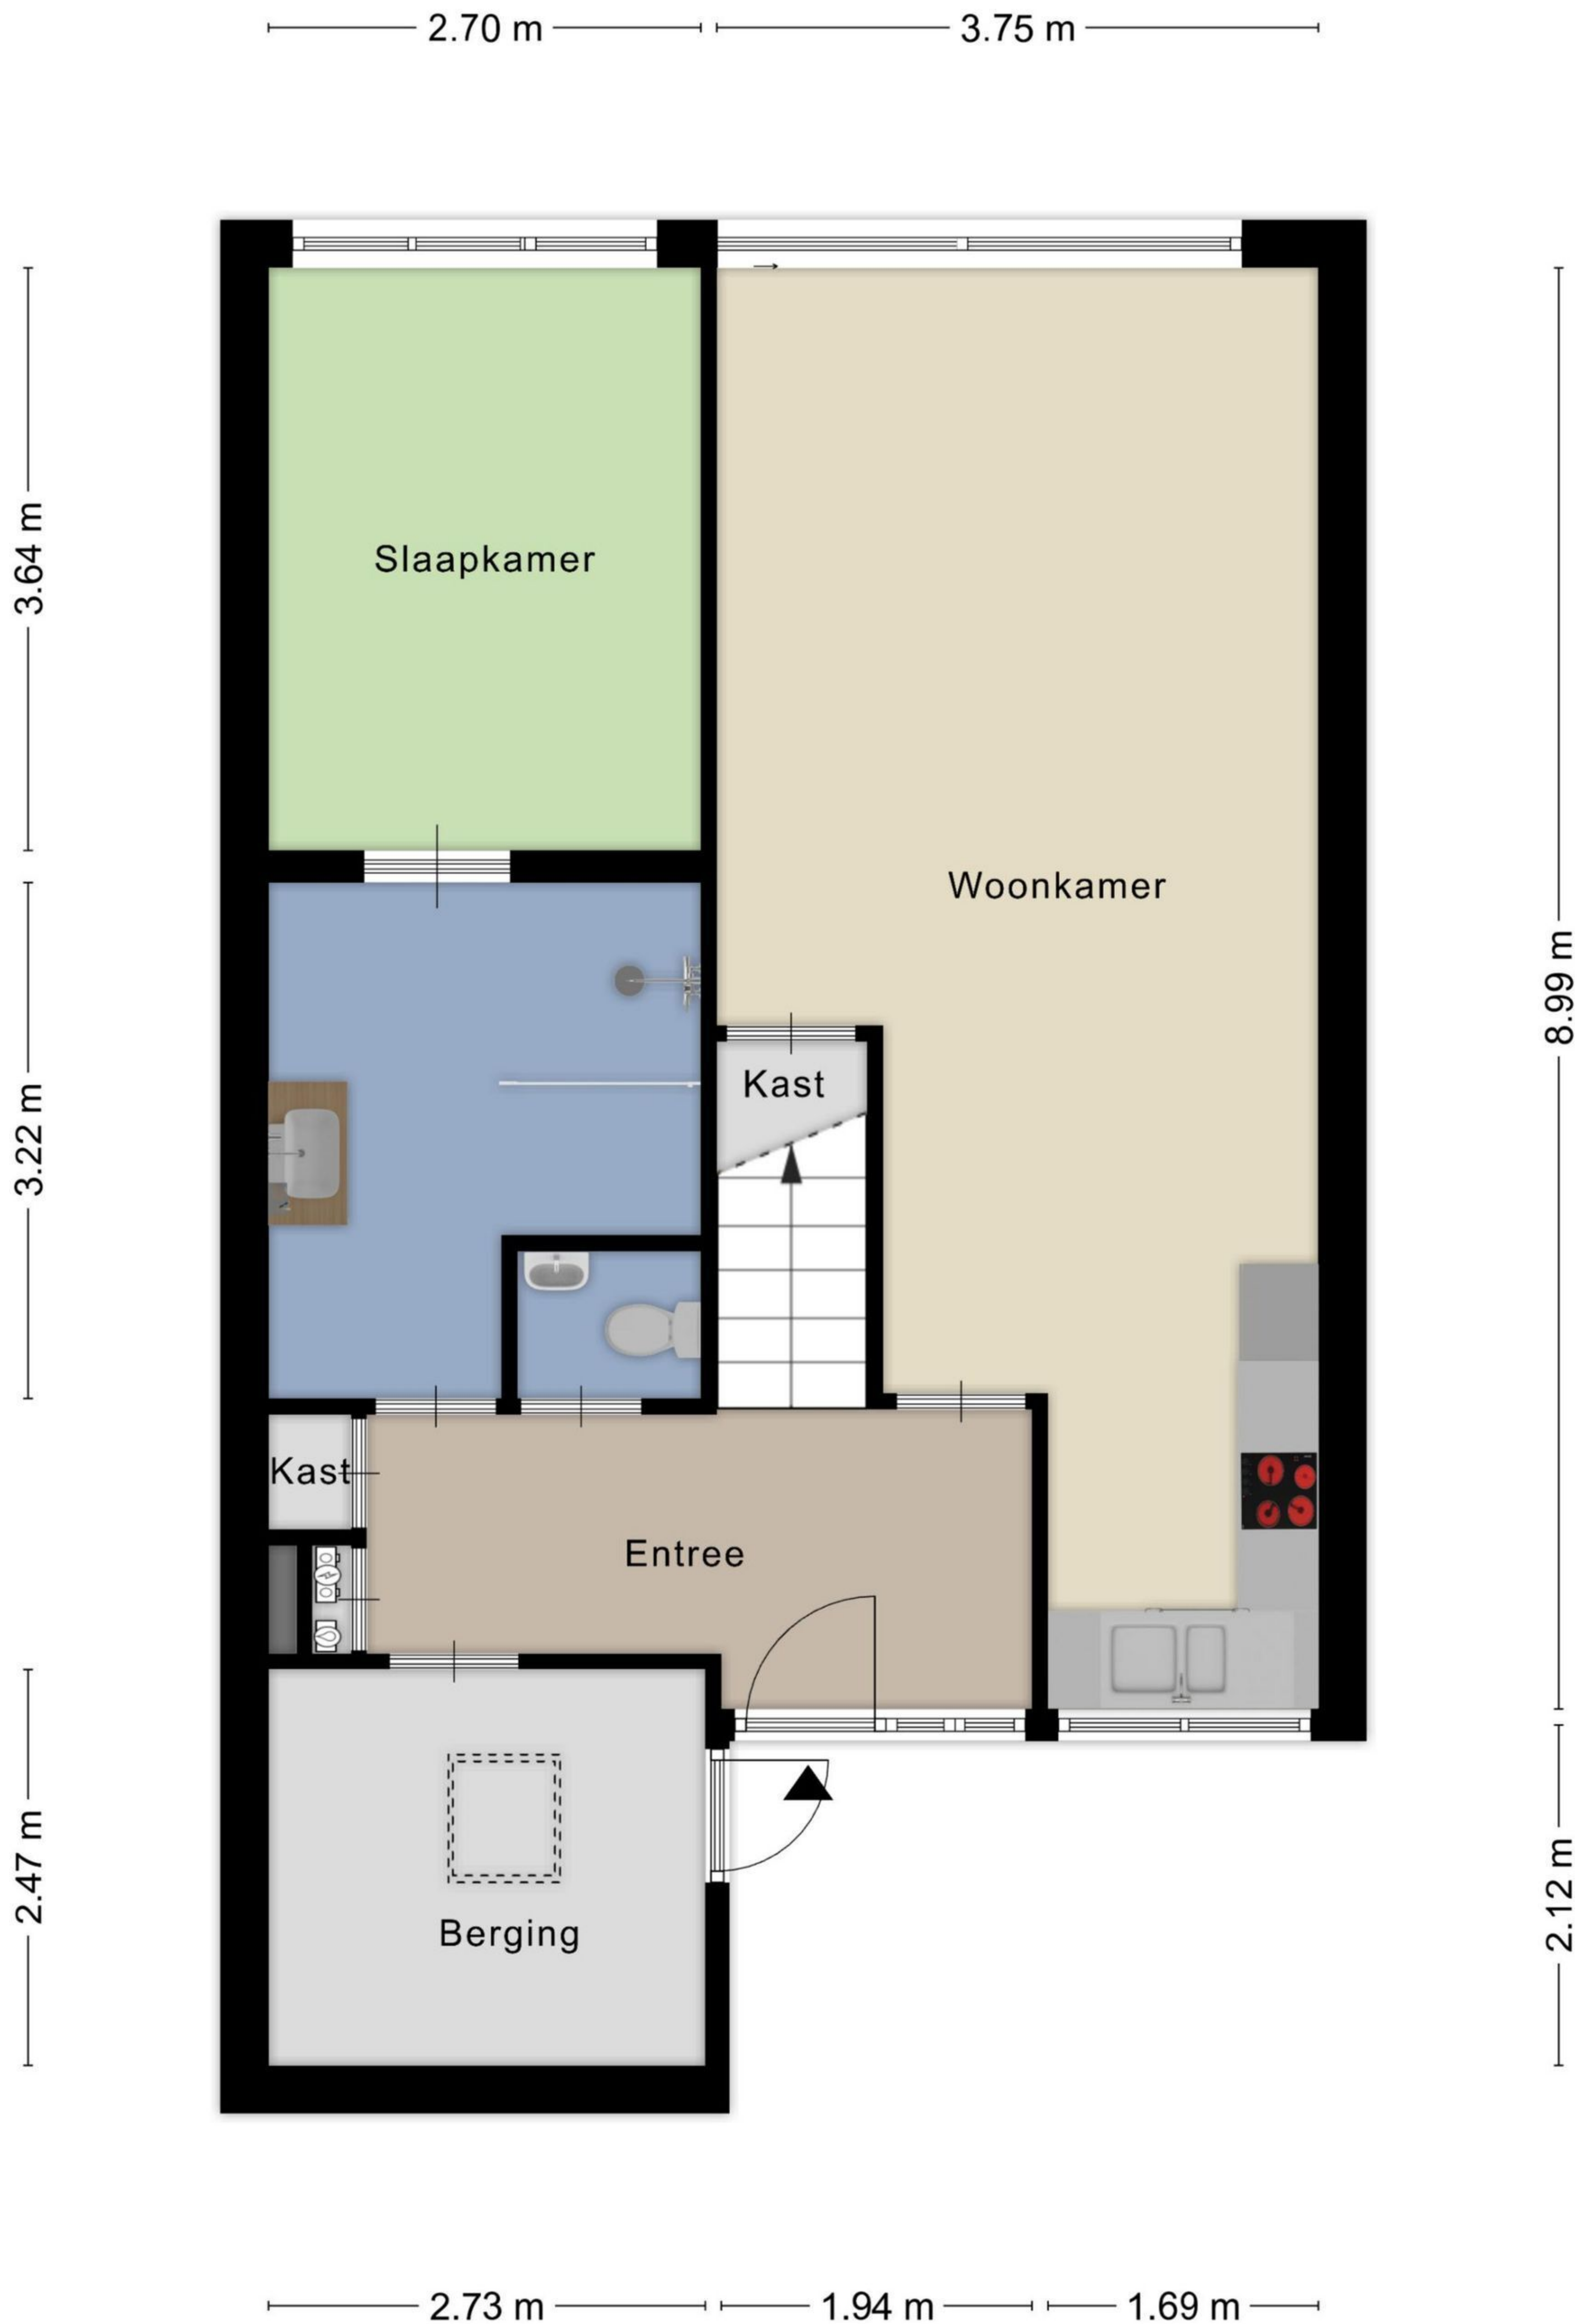 2.70 m
3.75 m
3.64 m
Slaapkamer
Woonkamer
8.99 m
Kast
3.22 m
Kast
Entree
2.47 m
2.12 m
Berging
2.73 m
1.94 m
1.69 m